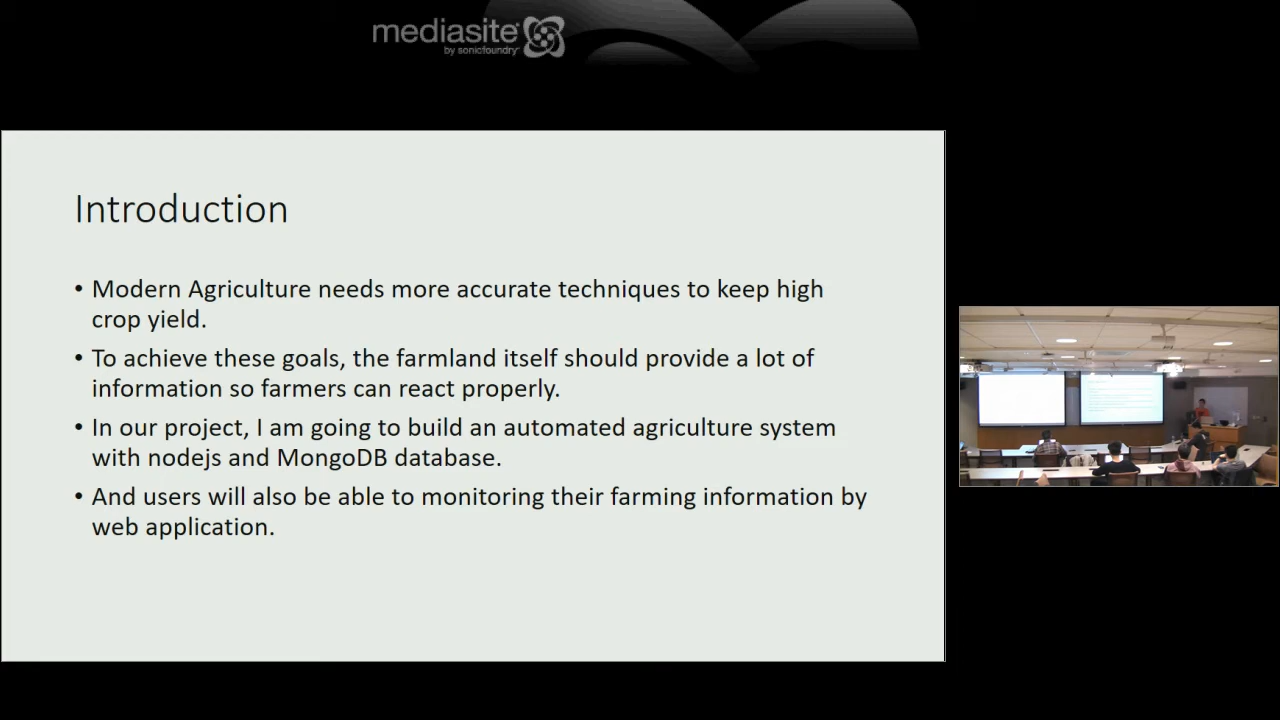 mediasite
by sonicfoundry
Introduction
• Modern Agriculture needs more accurate techniques to keep high
crop yield.
• To achieve these goals, the farmland itself should provide a lot of
information so farmers can react properly.
• In our project, I am going to build an automated agriculture system
with nodejs and MongoDB database.
• And users will also be able to monitoring their farming information by
web application.